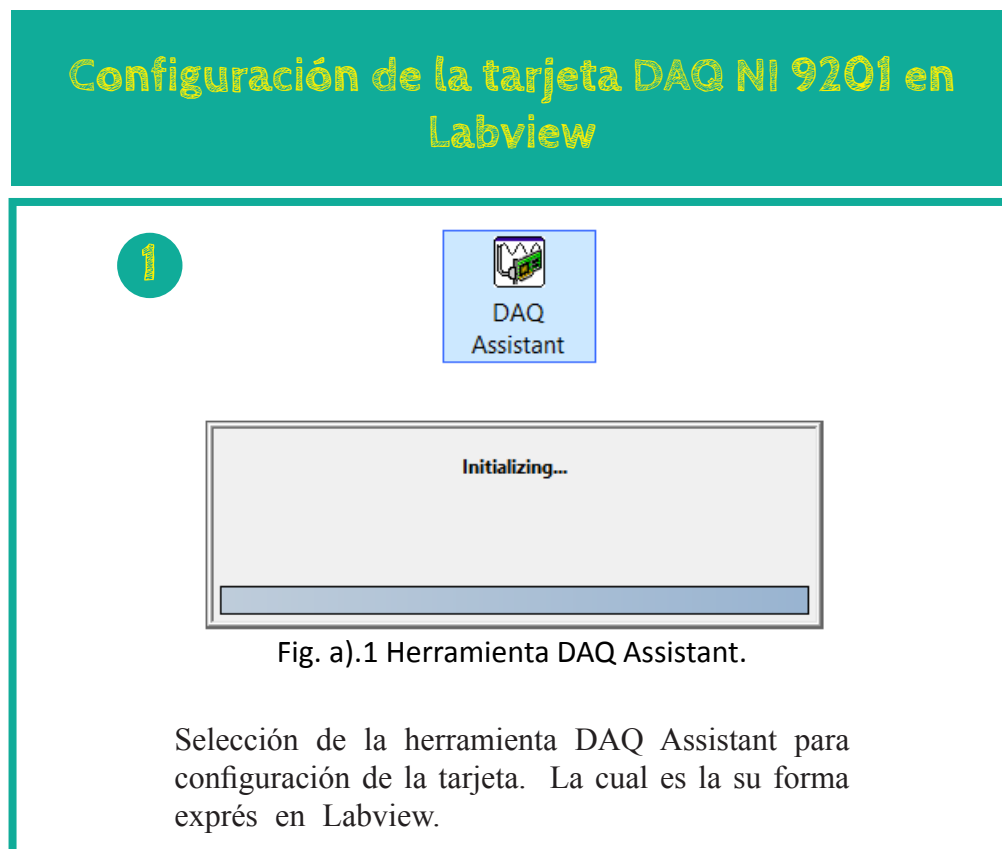 Configuración de la tarjeta DAQ NI 9201 en
Labview
1
DAQ
Assistant
Initializing...
Fig. a).1 Herramienta DAQ Assistant.
Selección de la herramienta DAQ Assistant para
configuración de la tarjeta. La cual es la su forma
exprés en Labview.